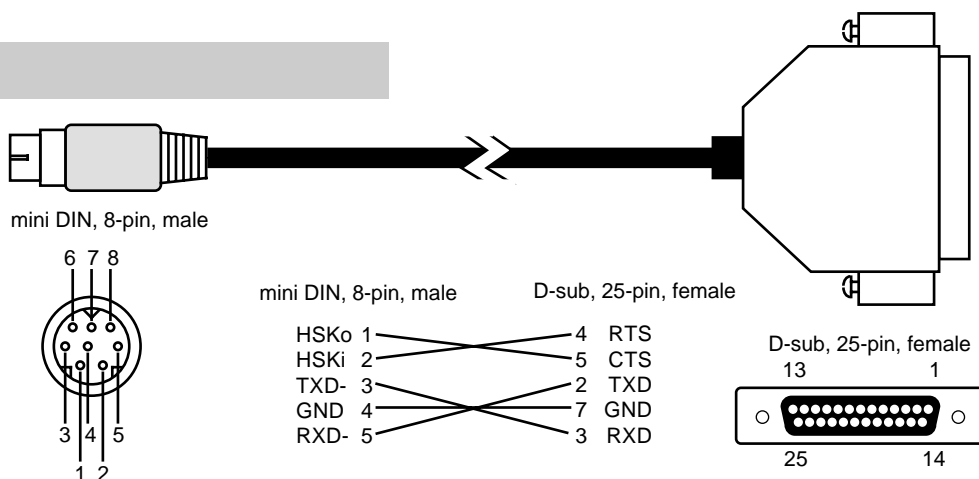 mini DIN, 8-pin, male
6 7 8
3 4 5
1 2
mini DIN, 8-pin, male D-sub, 25-pin, female
HSKo 1 4 RTS
HSKi 2 5 CTS
TXD- 3 2 TXD
GND 4 7 GND
RXD- 5 3 RXD
D-sub, 25-pin, female
13 1
25 14